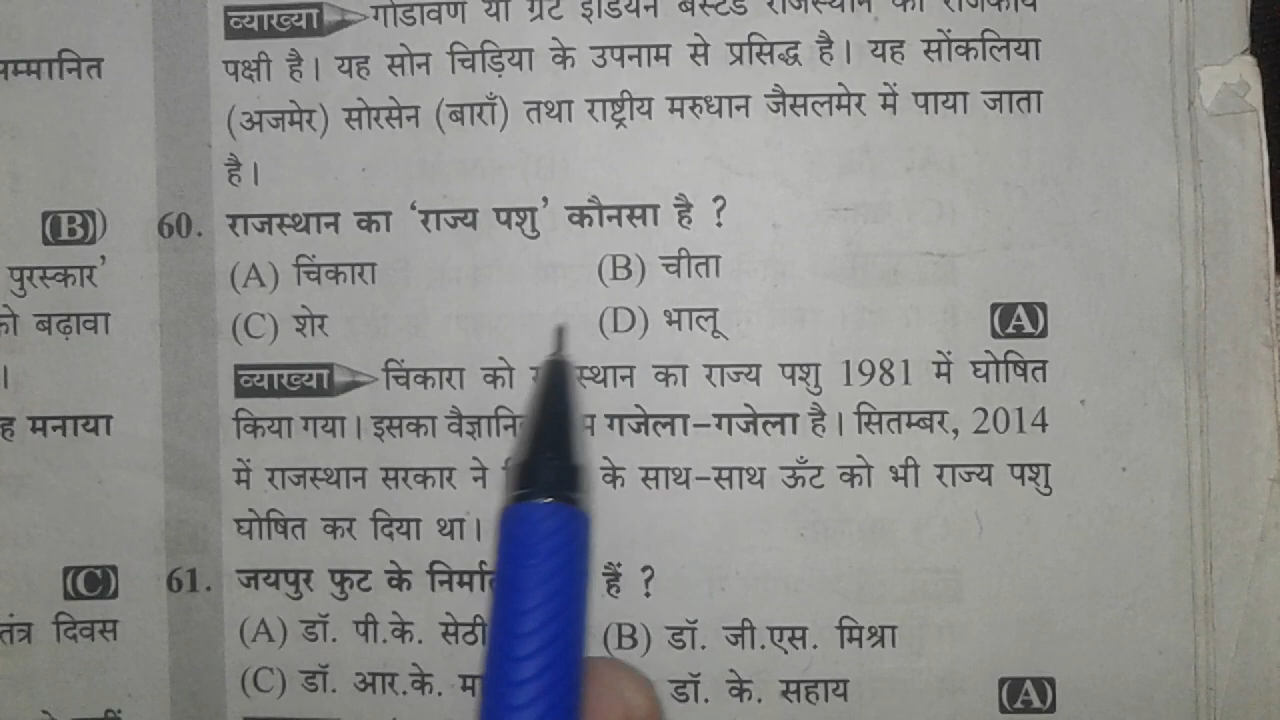 व्याख्या गोडावण या ग्रेट इंडियन बस्टर्ड राजस्थान का राजकीय
पक्षी है। यह सोन चिड़िया के उपनाम से प्रसिद्ध है। यह सोंकलिया
(अजमेर) सोरसेन (बाराँ) तथा राष्ट्रीय मरुधान जैसलमेर में पाया जाता
है।
60. राजस्थान का ‘राज्य पशु’ कौनसा है ?
(A) चिंकारा (B) चीता
(C) शेर (D) भालू (A)
व्याख्या चिंकारा को स्थान का राज्य पशु 1981 में घोषित
किया गया। इसका गजेला-गजेला है। सितम्बर, 2014
में राजस्थान सरकार ने के साथ-साथ ऊँट को भी राज्य पशु
घोषित कर दिया था।
61. जयपुर फुट के हैं ?
(A) डॉ. पी.के. सेठी (B) डॉ. जी.एस. मिश्रा
(C) डॉ. आर.के. डॉ. के. सहाय (A)
म्मानित
(B)
पुरस्कार’
बढ़ावा
मनाया
(C)
तंत्र दिवस